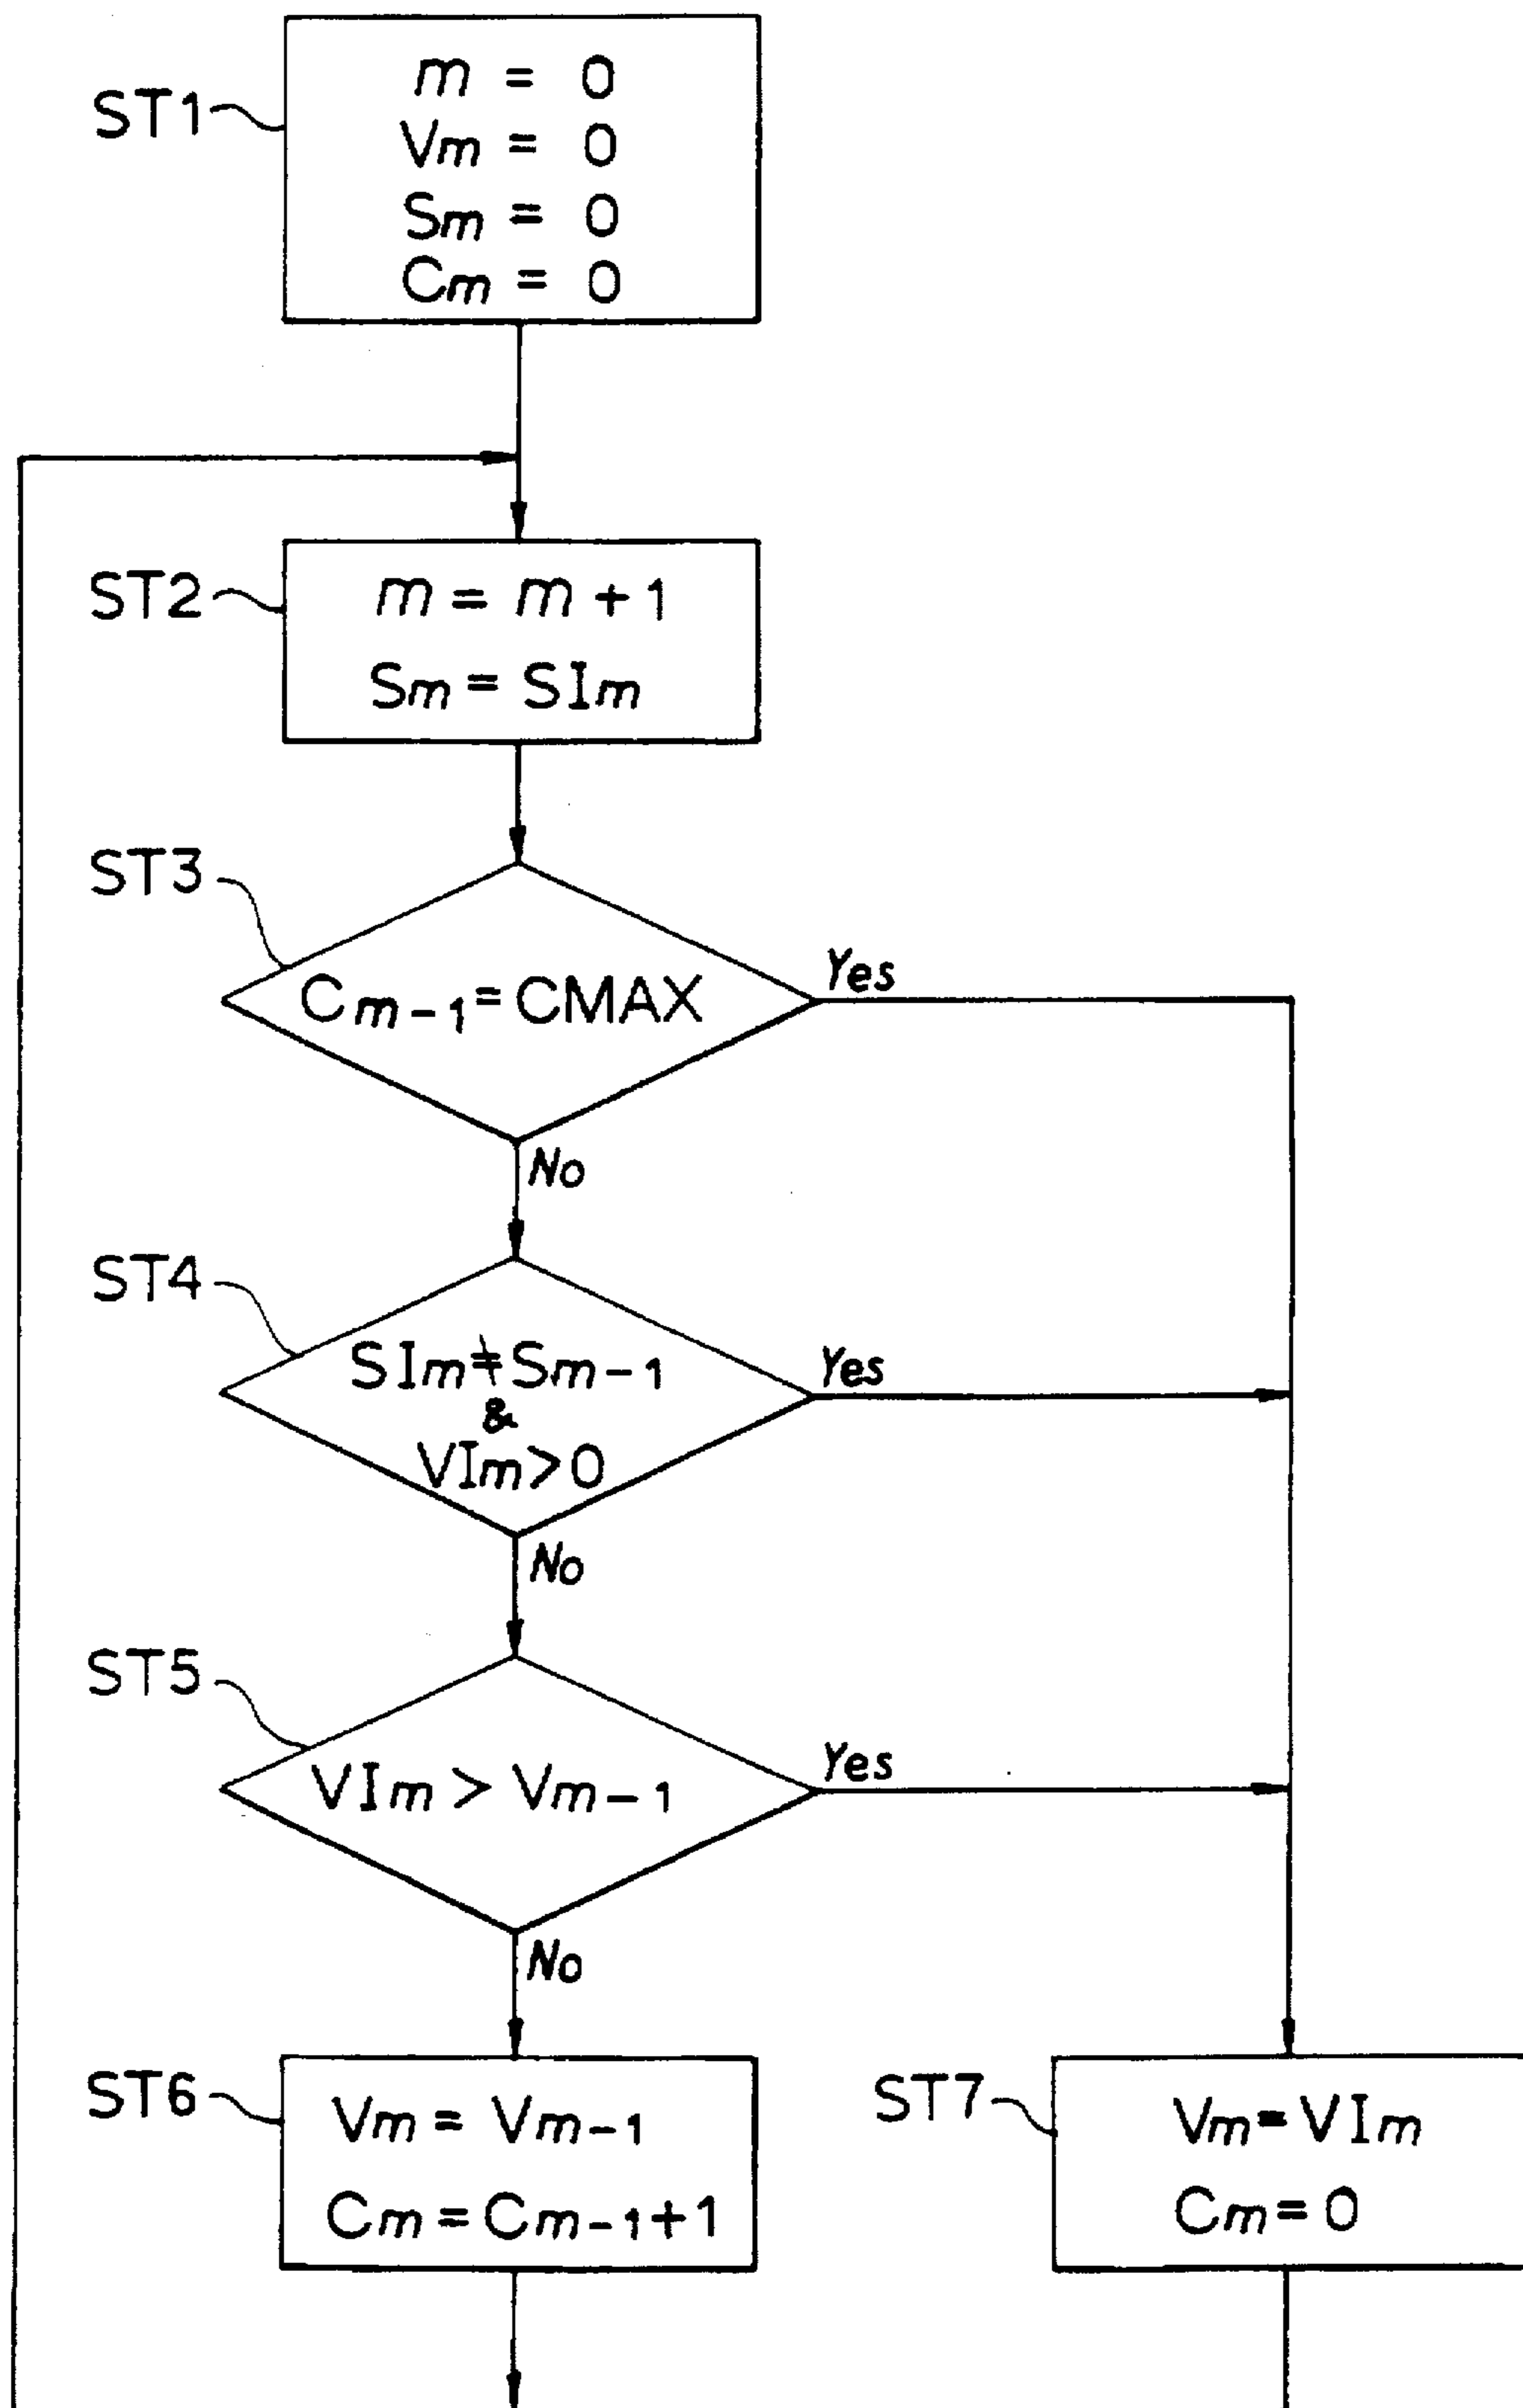 ST1
m = 0
Vm = 0
Sm = 0
Cm = 0
ST2
m = m + 1
Sm = SIm
ST3
Cm-1 = CMAX
Yes
No
ST4
SIm ≠ Sm-1
&
VIm > 0
Yes
No
ST5
VIm > Vm-1
Yes
No
ST6
Vm = Vm-1
Cm = Cm-1+1
ST7
Vm = VIm
Cm = 0